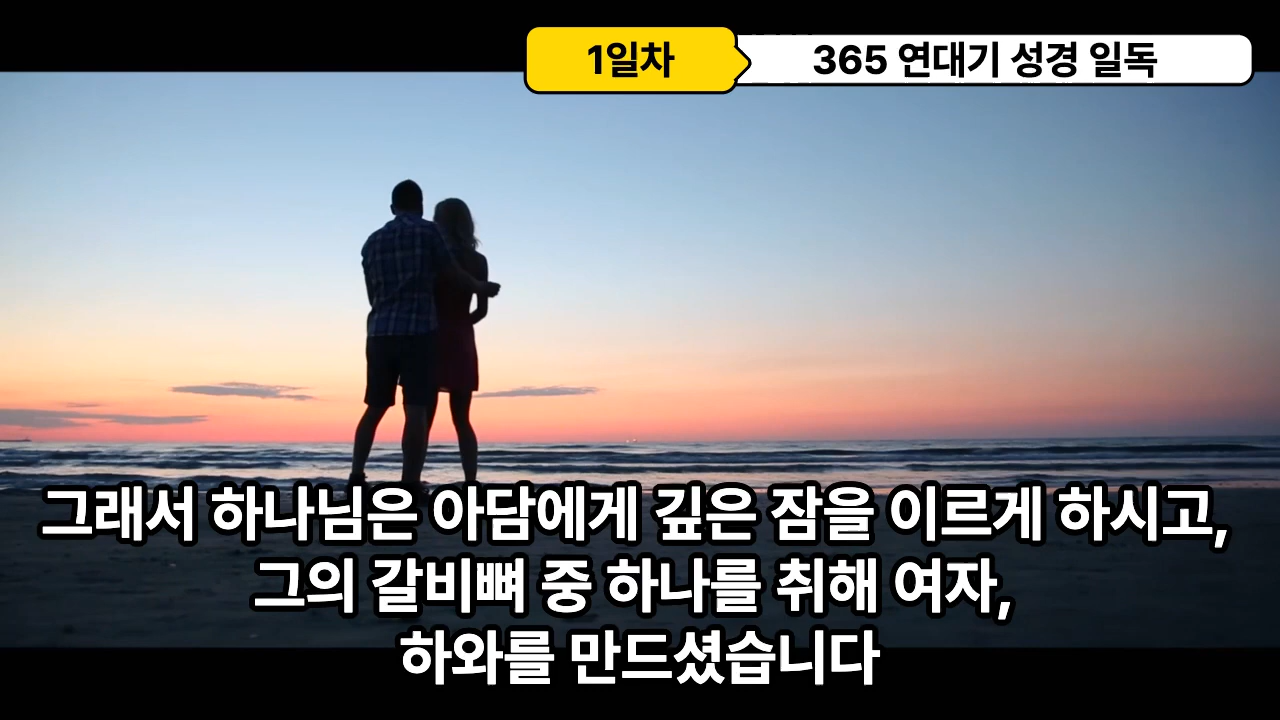 1일차
365 연대기 성경 일독
그래서 하나님은 아담에게 깊은 잠을 이르게 하시고,
그의 갈비뼈 중 하나를 취해 여자,
하와를 만드셨습니다